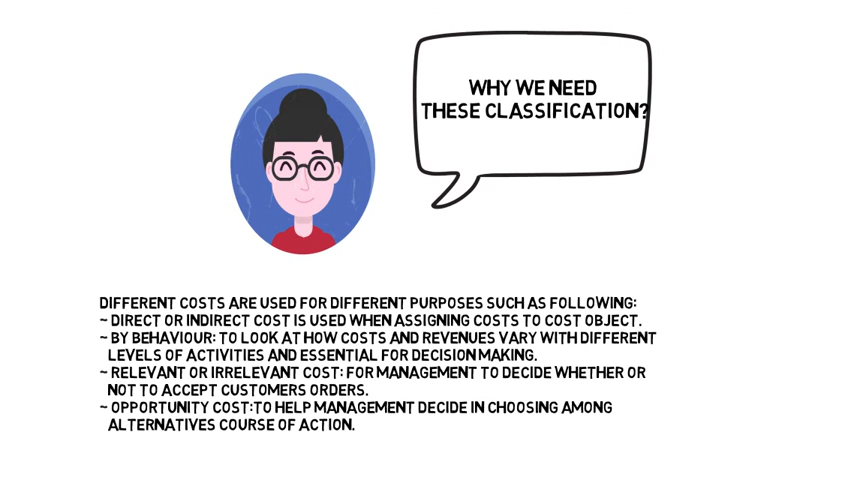 WHY WE NEED
THESE CLASSIFICATION?
DIFFERENT COSTS ARE USED FOR DIFFERENT PURPOSES SUCH AS FOLLOWING:
~ DIRECT OR INDIRECT COST IS USED WHEN ASSIGNING COSTS TO COST OBJECT.
~ BY BEHAVIOUR: TO LOOK AT HOW COSTS AND REVENUES VARY WITH DIFFERENT
LEVELS OF ACTIVITIES AND ESSENTIAL FOR DECISION MAKING.
~ RELEVANT OR IRRELEVANT COST: FOR MANAGEMENT TO DECIDE WHETHER OR
NOT TO ACCEPT CUSTOMERS ORDERS.
~ OPPORTUNITY COST:TO HELP MANAGEMENT DECIDE IN CHOOSING AMONG
ALTERNATIVES COURSE OF ACTION.